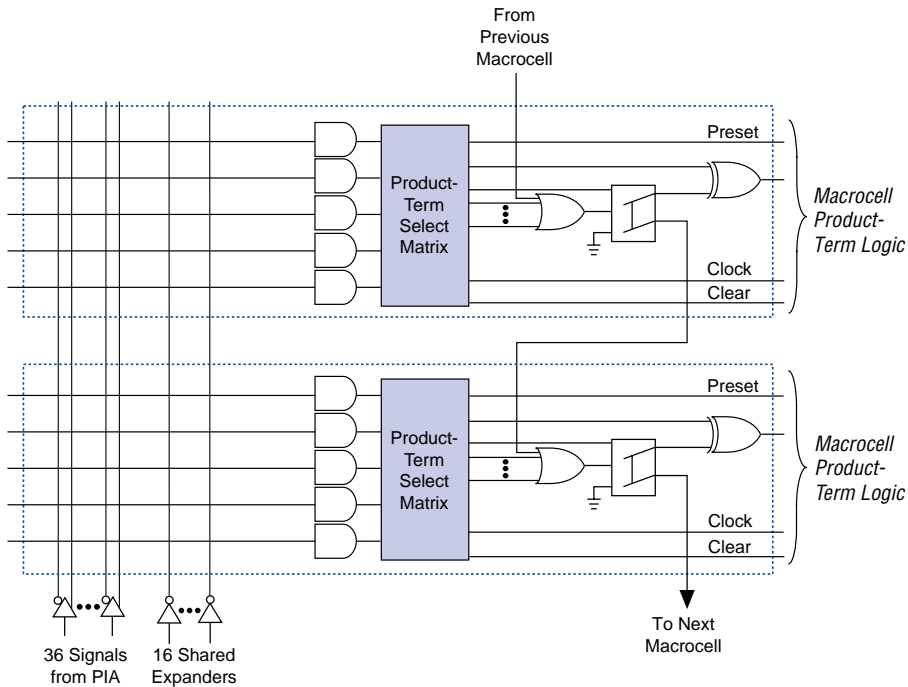 From
Previous
Macrocell
Preset
Product-
Term
Select
Matrix
Clock
Clear
Macrocell
Product-
Term Logic
Preset
Product-
Term
Select
Matrix
Clock
Clear
Macrocell
Product-
Term Logic
36 Signals
from PIA
16 Shared
Expanders
To Next
Macrocell